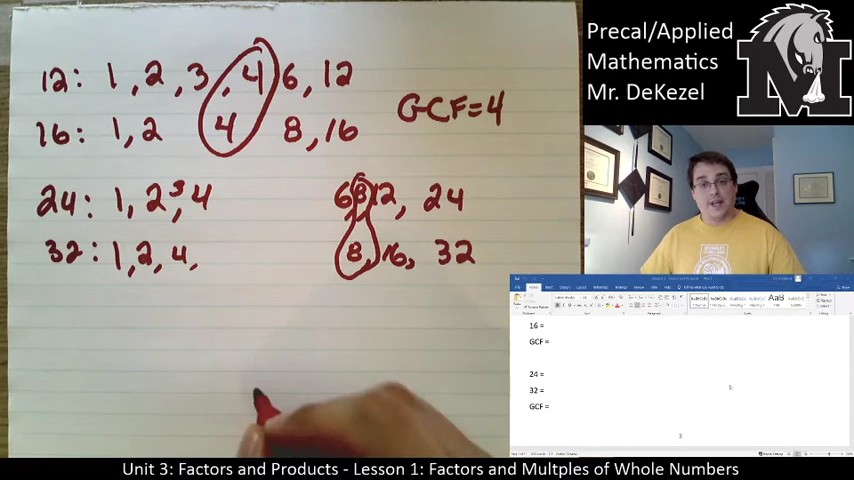 12: 1, 2, 3, 4 6, 12
16: 1, 2 4 8, 16
GCF=4
24: 1, 2 3, 4 6 8 12, 24
32: 1, 2, 4, 8, 16, 32
Precal/Applied
Mathematics
Mr. DeKezel
M
16 =
GCF =
24 =
32 =
GCF =
3
Unit 3: Factors and Products - Lesson 1: Factors and Multples of Whole Numbers